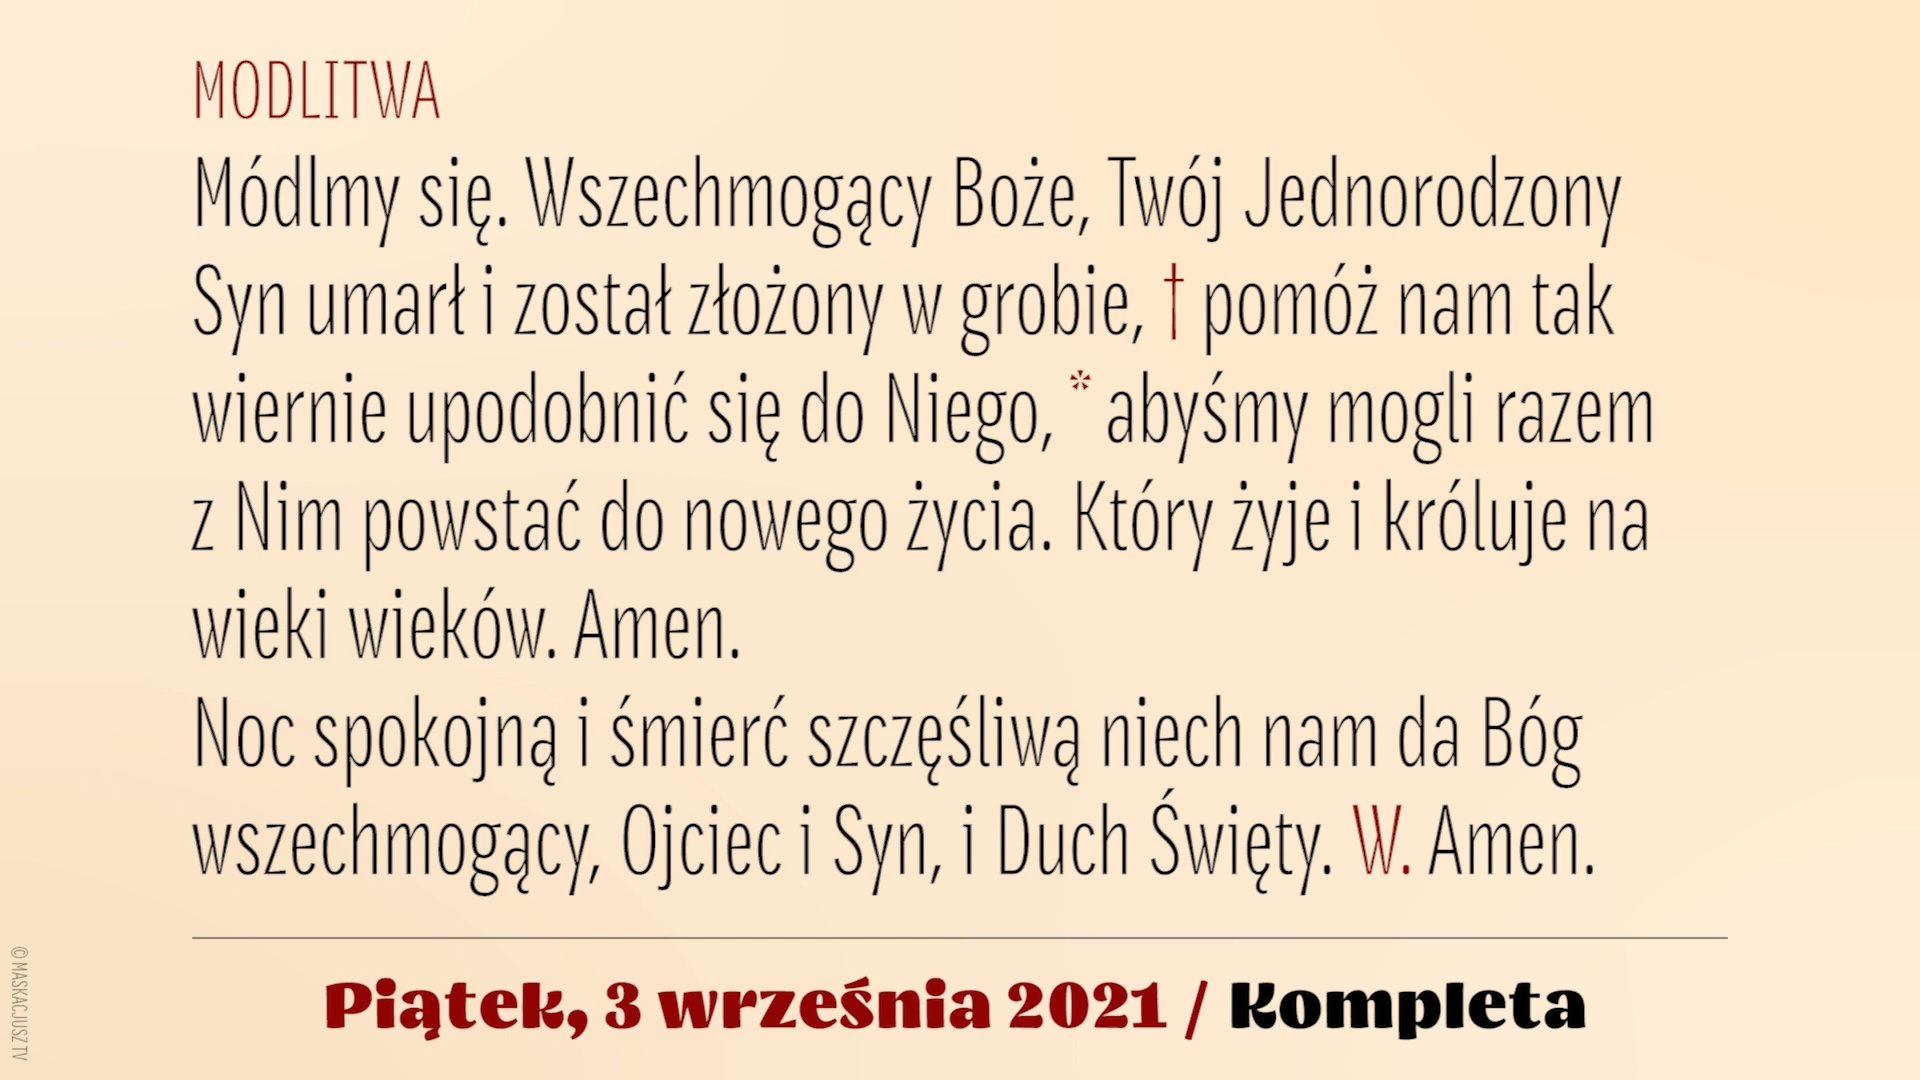 MODLITWA
Módlmy się. Wszechmogący Boże, Twój Jednorodzony
Syn umarł i został złożony w grobie, † pomóż nam tak
wiernie upodobnić się do Niego, * abyśmy mogli razem
z Nim powstać do nowego życia. Który żyje i króluje na
wieki wieków. Amen.
Noc spokojną i śmierć szczęśliwą niech nam da Bóg
wszechmogący, Ojciec i Syn, i Duch Święty. W. Amen.
Piątek, 3 września 2021 / Kompleta
© MASKACJUSZ TV